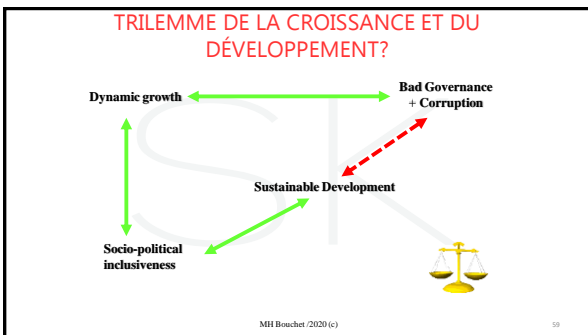 TRILEMME DE LA CROISSANCE ET DU
DÉVELOPPEMENT?
Dynamic growth
Bad Governance
+ Corruption
Sustainable Development
Socio-political
inclusiveness
MH Bouchet /2020 (c)
59
SK